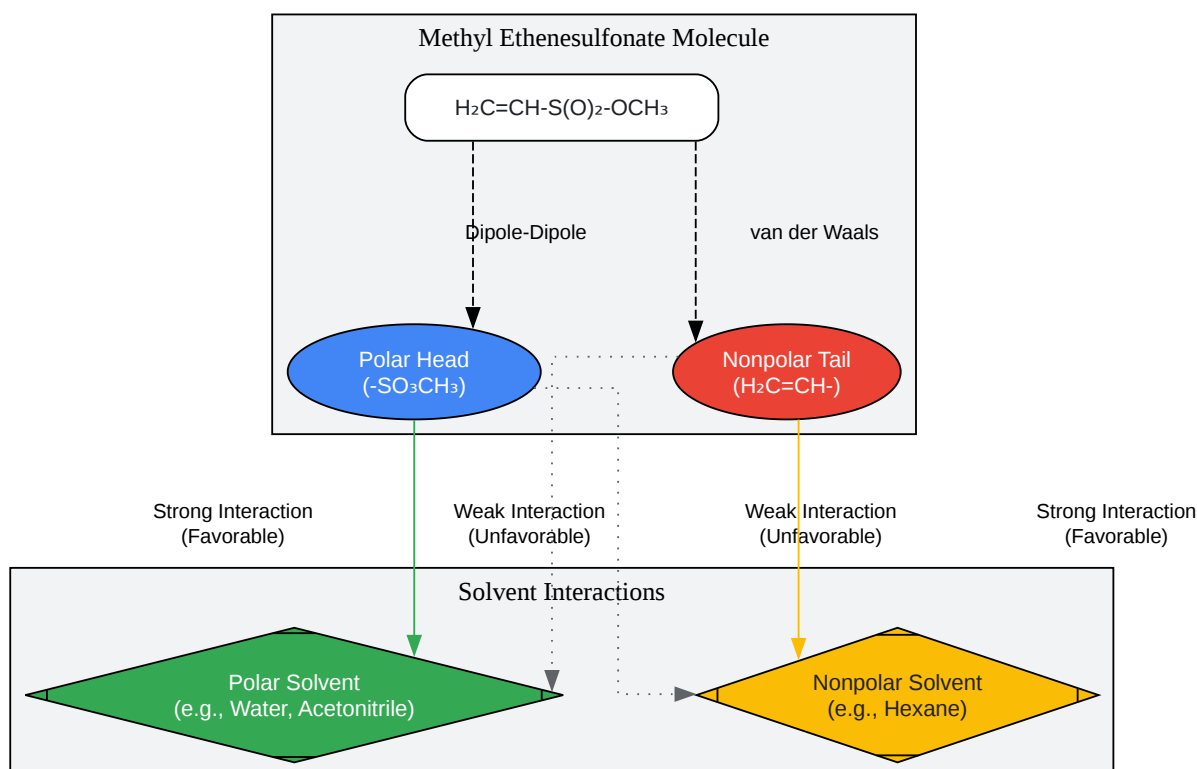 Methyl Ethenesulfonate Molecule
H₂C=CH-S(O)₂-OCH₃
Dipole-Dipole
van der Waals
Polar Head
(-SO₃CH₃)
Nonpolar Tail
(H₂C=CH-)
Strong Interaction
(Favorable)
Weak Interaction
(Unfavorable)
Weak Interaction
(Unfavorable)
Strong Interaction
(Favorable)
Solvent Interactions
Polar Solvent
(e.g., Water, Acetonitrile)
Nonpolar Solvent
(e.g., Hexane)